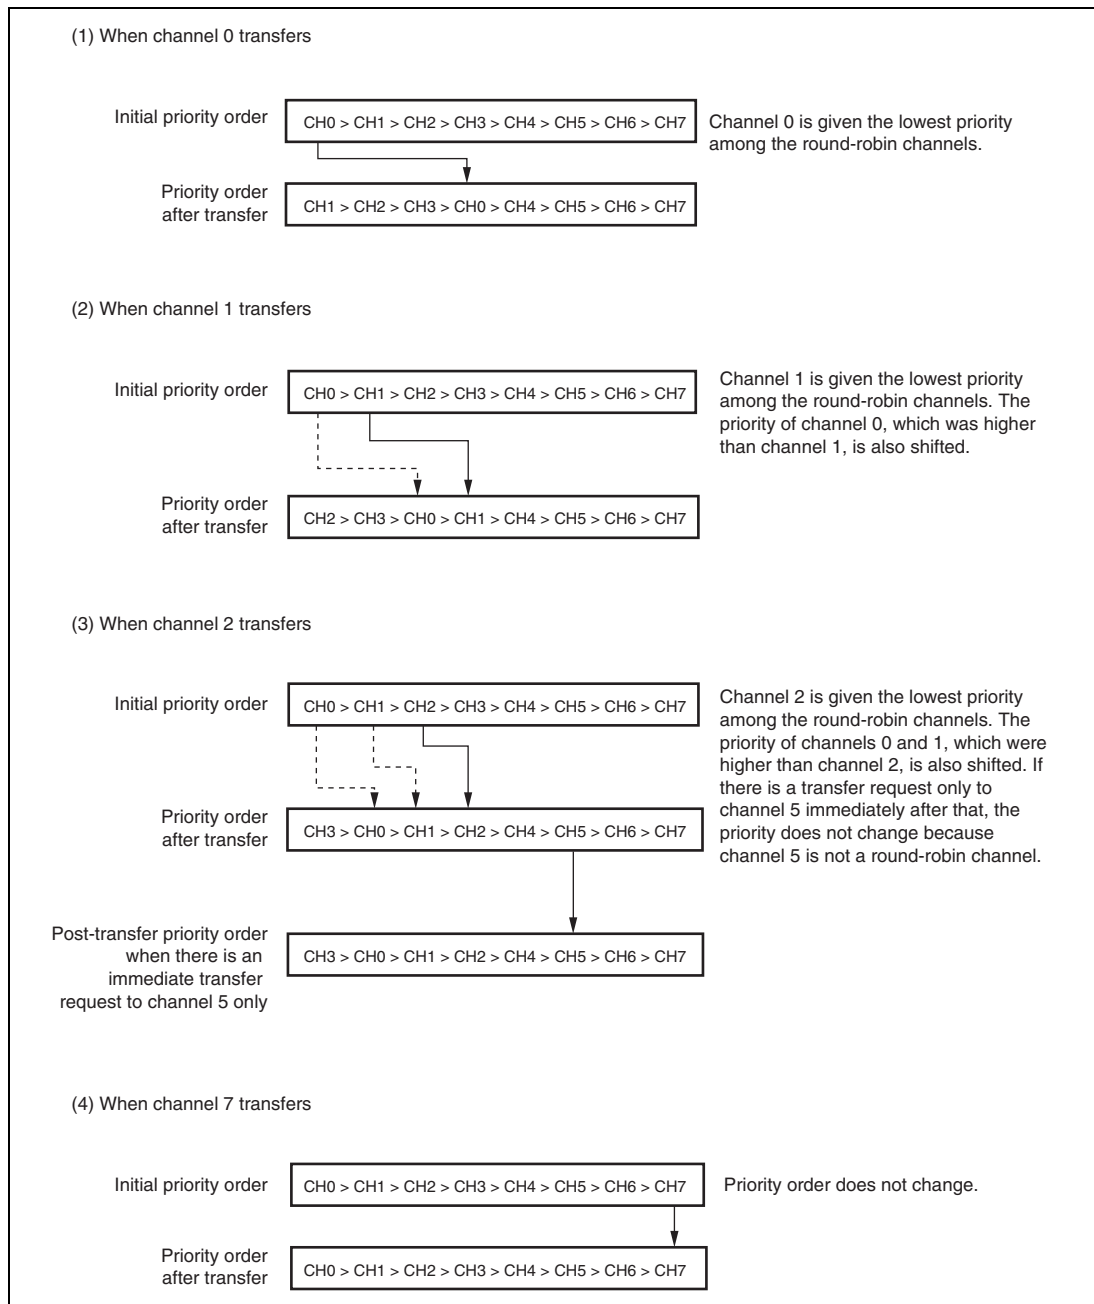 (1) When channel 0 transfers
Initial priority order
CH0 > CH1 > CH2 > CH3 > CH4 > CH5 > CH6 > CH7
Channel 0 is given the lowest priority
among the round-robin channels.
Priority order
after transfer
CH1 > CH2 > CH3 > CH0 > CH4 > CH5 > CH6 > CH7
(2) When channel 1 transfers
Initial priority order
CH0 > CH1 > CH2 > CH3 > CH4 > CH5 > CH6 > CH7
Channel 1 is given the lowest priority
among the round-robin channels. The
priority of channel 0, which was higher
than channel 1, is also shifted.
Priority order
after transfer
CH2 > CH3 > CH0 > CH1 > CH4 > CH5 > CH6 > CH7
(3) When channel 2 transfers
Initial priority order
CH0 > CH1 > CH2 > CH3 > CH4 > CH5 > CH6 > CH7
Channel 2 is given the lowest priority
among the round-robin channels. The
priority of channels 0 and 1, which were
higher than channel 2, is also shifted. If
there is a transfer request only to
channel 5 immediately after that, the
priority does not change because
channel 5 is not a round-robin channel.
Priority order
after transfer
CH3 > CH0 > CH1 > CH2 > CH4 > CH5 > CH6 > CH7
Post-transfer priority order
when there is an
immediate transfer
request to channel 5 only
CH3 > CH0 > CH1 > CH2 > CH4 > CH5 > CH6 > CH7
(4) When channel 7 transfers
Initial priority order
CH0 > CH1 > CH2 > CH3 > CH4 > CH5 > CH6 > CH7
Priority order does not change.
Priority order
after transfer
CH0 > CH1 > CH2 > CH3 > CH4 > CH5 > CH6 > CH7